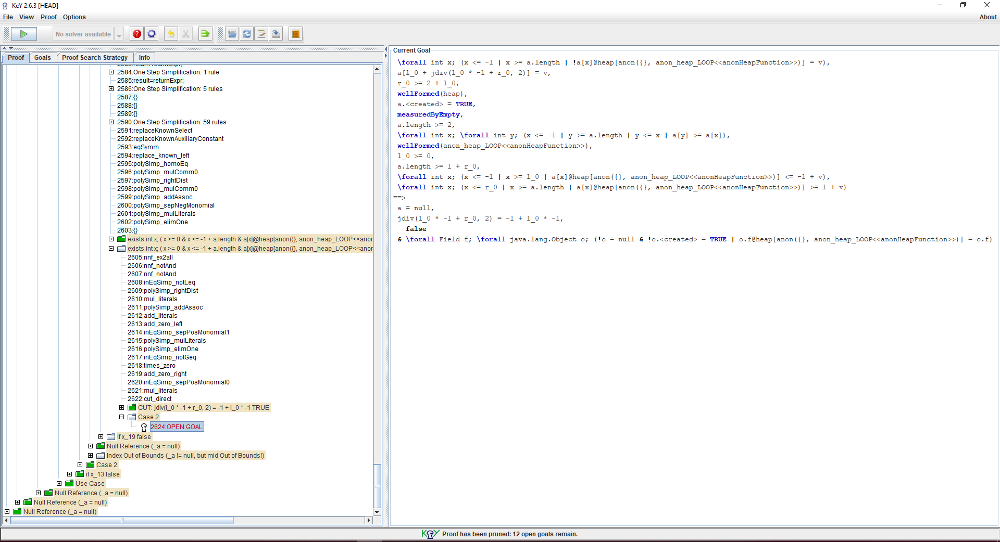 KeY 2.6.3 [HEAD]
File View Proof Options About
No solver available
Proof Goals Proof Search Strategy Info
2584:One Step Simplification: 1 rule
2585:result=returnExpr;
2586:One Step Simplification: 5 rules
2587:{}
2588:{}
2589:{}
2590:One Step Simplification: 59 rules
2591:replaceKnownSelect
2592:replaceKnownAuxiliaryConstant
2593:eqSymm
2594:replace_known_left
2595:polySimp_homoEq
2596:polySimp_mulComm0
2597:polySimp_rightDist
2598:polySimp_mulComm0
2599:polySimp_addAssoc
2600:polySimp_sepNegMonomial
2601:polySimp_mulLiterals
2602:polySimp_elimOne
2603:{}
exists int x; ( x >= 0 & x <= -1 + a.length & a[x]@heap[anon({}, anon_heap_LOOP<<anon
exists int x; ( x >= 0 & x <= -1 + a.length & a[x]@heap[anon({}, anon_heap_LOOP<<anon
2605:nnf_ex2all
2606:nnf_notAnd
2607:nnf_notAnd
2608:inEqSimp_notLeq
2609:polySimp_rightDist
2610:mul_literals
2611:polySimp_addAssoc
2612:add_literals
2613:add_zero_left
2614:inEqSimp_sepPosMonomial1
2615:polySimp_mulLiterals
2616:polySimp_elimOne
2617:inEqSimp_notGeq
2618:times_zero
2619:add_zero_right
2620:inEqSimp_sepPosMonomial0
2621:mul_literals
2622:cut_direct
CUT: jdiv(l_0 * -1 + r_0, 2) = -1 + l_0 * -1 TRUE
Case 2
2624:OPEN GOAL
if x_19 false
Null Reference (_a = null)
Index Out of Bounds (_a != null, but mid Out of Bounds!)
Case 2
if x_13 false
Use Case
Null Reference (_a = null)
Null Reference (_a = null)
Null Reference (_a = null)
Current Goal
\forall int x; (x <= -1 | x >= a.length | !a[x]@heap[anon({}, anon_heap_LOOP<<anonHeapFunction>>)] = v),
a[l_0 + jdiv(l_0 * -1 + r_0, 2)] = v,
r_0 >= 2 + l_0,
wellFormed(heap),
a.<created> = TRUE,
measuredByEmpty,
a.length >= 2,
\forall int x; \forall int y; (x <= -1 | y >= a.length | y <= x | a[y] >= a[x]),
wellFormed(anon_heap_LOOP<<anonHeapFunction>>),
l_0 >= 0,
a.length >= 1 + r_0,
\forall int x; (x <= -1 | x >= l_0 | a[x]@heap[anon({}, anon_heap_LOOP<<anonHeapFunction>>)] <= -1 + v),
\forall int x; (x <= r_0 | x >= a.length | a[x]@heap[anon({}, anon_heap_LOOP<<anonHeapFunction>>)] >= 1 + v)
==>
a = null,
jdiv(l_0 * -1 + r_0, 2) = -1 + l_0 * -1,
false
& \forall Field f; \forall java.lang.Object o; (!o = null & !o.<created> = TRUE | o.f@heap[anon({}, anon_heap_LOOP<<anonHeapFunction>>)] = o.f)
KeY Proof has been pruned: 12 open goals remain.